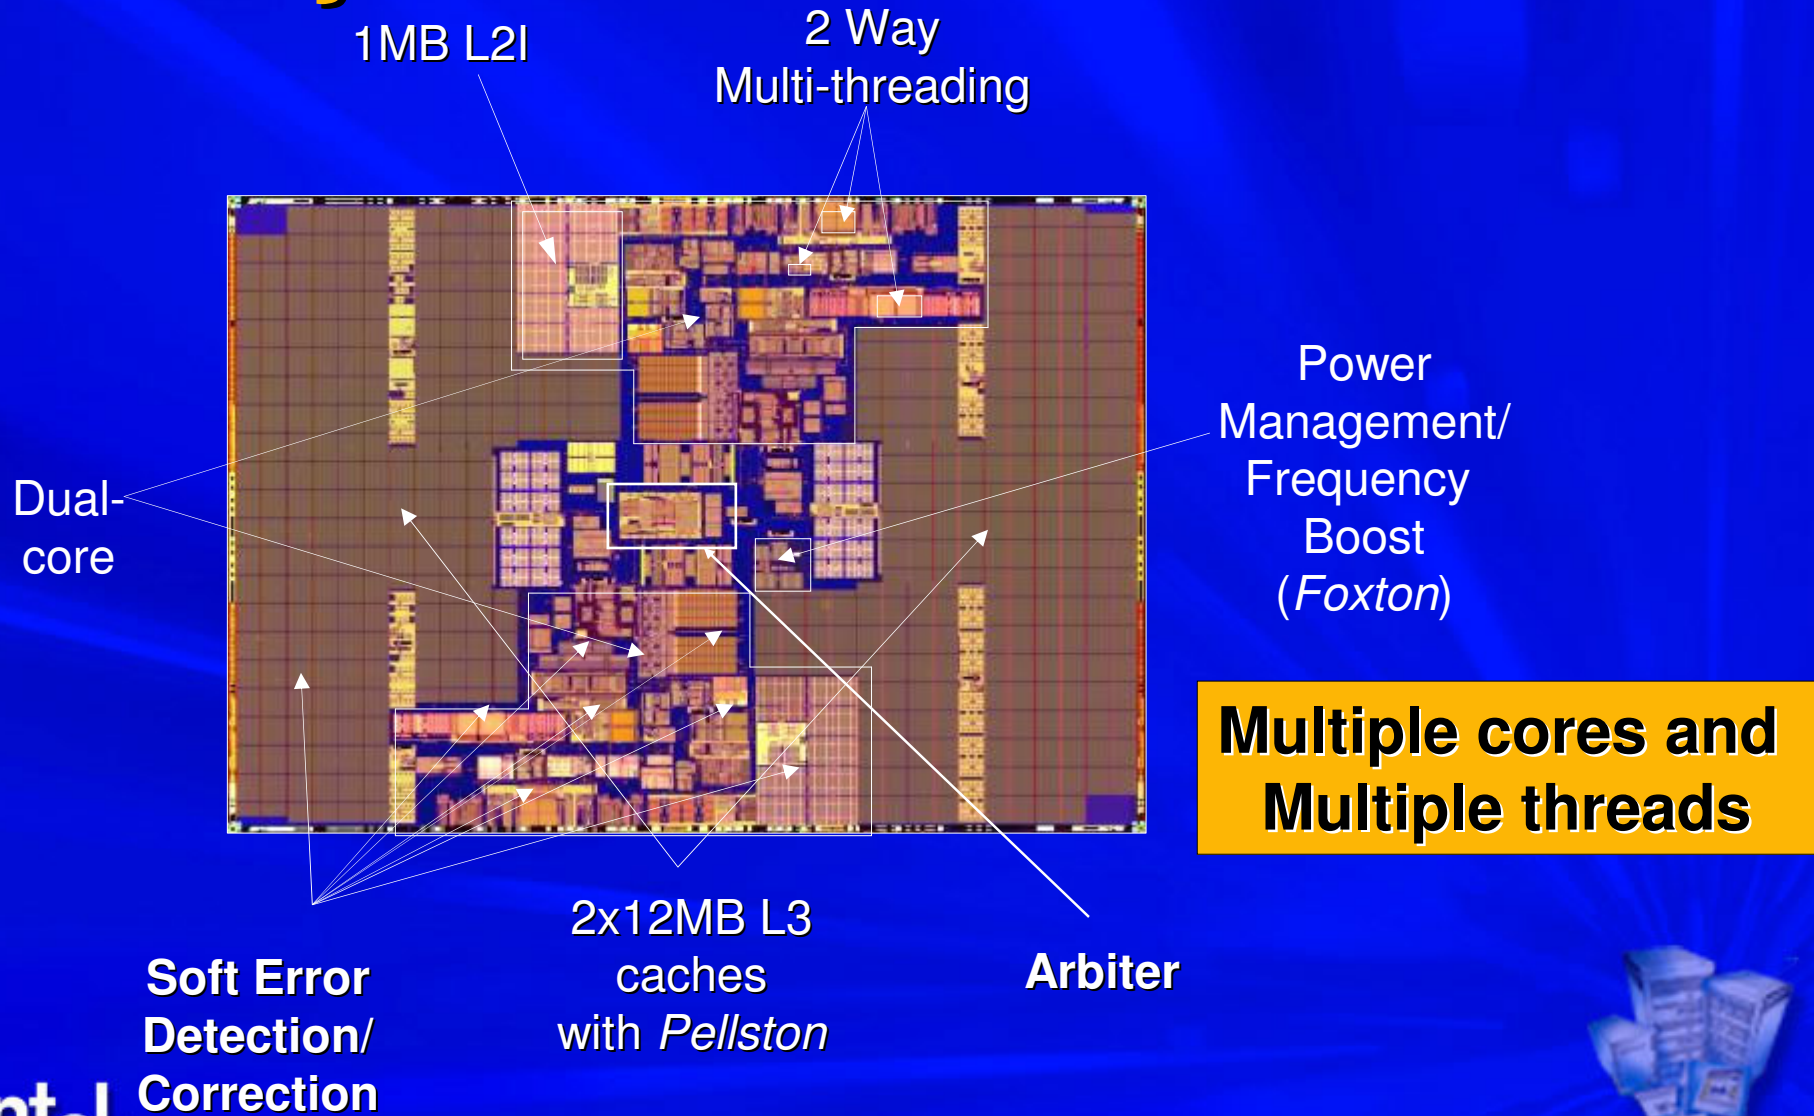 1MB L2I
2 Way
Multi-threading
Dual-
core
Power
Management/
Frequency
Boost
(Foxton)
Multiple cores and
Multiple threads
2x12MB L3
caches
with Pellston
Arbiter
Soft Error
Detection/
Correction